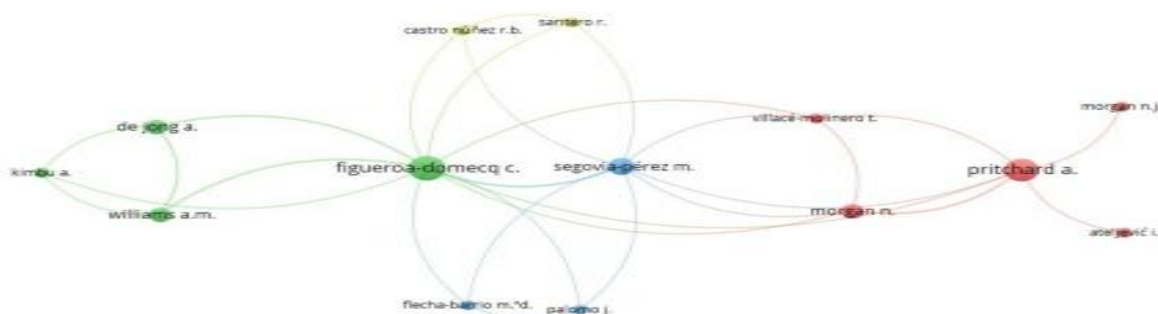 santero r.
castro núñez r.b.
morgan n.j
villacé-molinero t.
de jong a.
figueroa-domecq c.
segovia-pérez m.
pritchard a.
kimbu a.
williams a.m.
morgan n.
ateljević i.
flecha-barrio m.ªd.
palomo j.